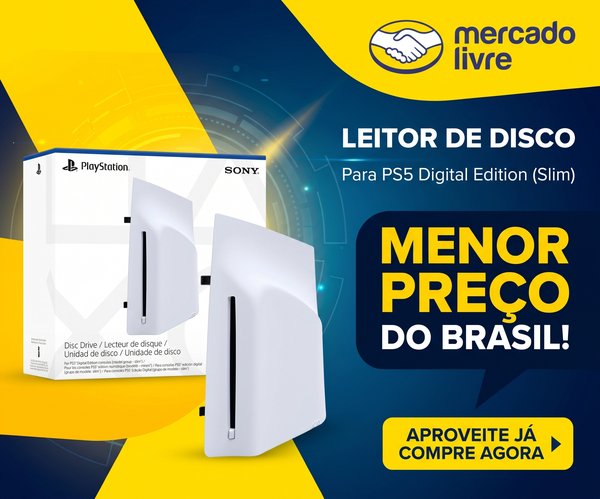 mercado
livre
LEITOR DE DISCO
Para PS5 Digital Edition (Slim)
PlayStation.
SONY
MENOR
PREÇO
DO BRASIL!
Disc Drive / Lecteur de disque /
Unidad de disco / Unidade de disco
APROVEITE JÁ
COMPRE AGORA